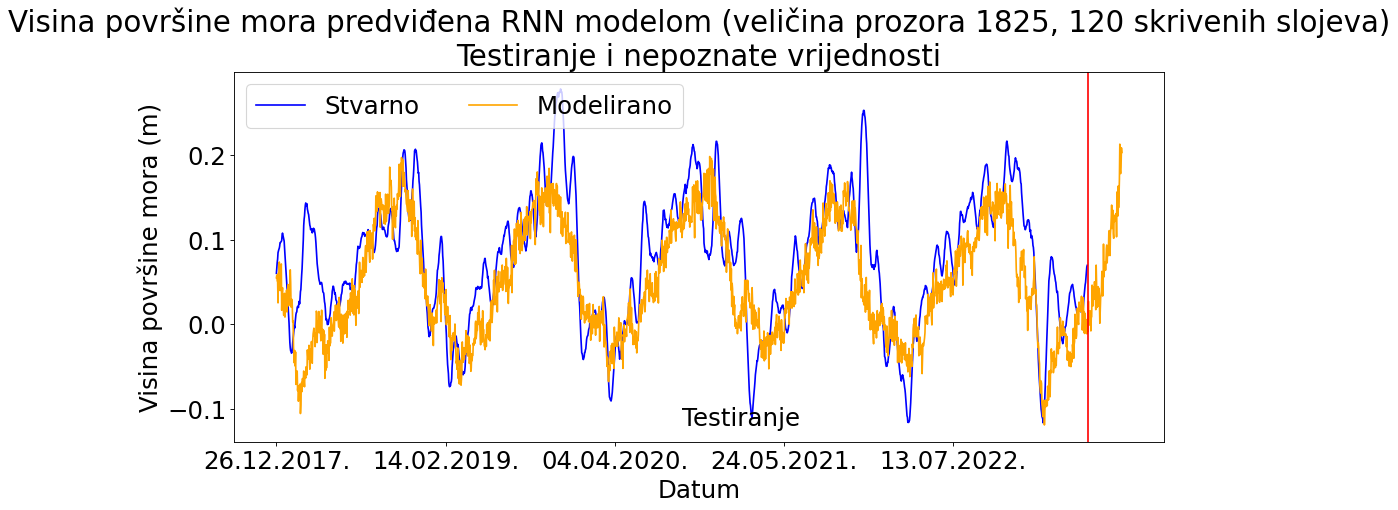 Visina površine mora predviđena RNN modelom (veličina prozora 1825, 120 skrivenih slojeva)
Testiranje i nepoznate vrijednosti
Stvarno Modelirano
Visina površine mora (m)
0.2
0.1
0.0
−0.1
Testiranje
26.12.2017. 14.02.2019. 04.04.2020. 24.05.2021. 13.07.2022.
Datum